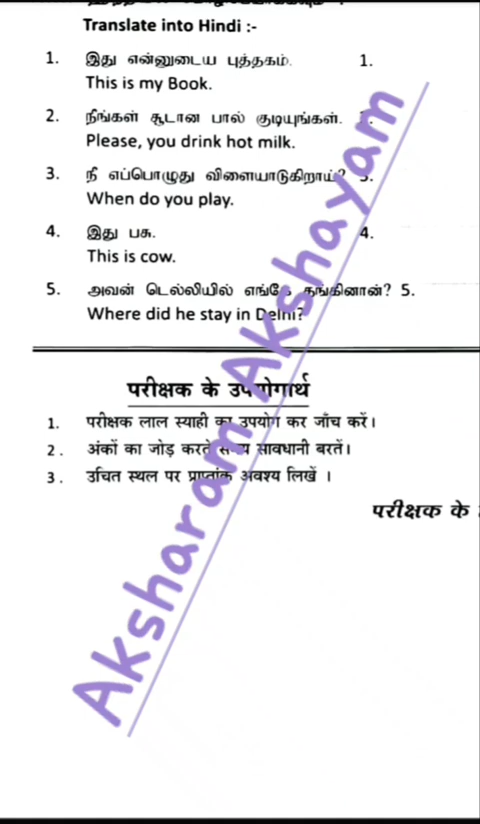 Translate into Hindi :-
1. இது என்னுடைய புத்தகம். 1.
This is my Book.
2. நீங்கள் சூடான பால் குடியுங்கள்.
Please, you drink hot milk.
3. நீ எப்பொழுது விளையாடுகிறாய்? 3.
When do you play.
4. இது பசு. 4.
This is cow.
5. அவன் டெல்லியில் எங்கே தங்கினான்? 5.
Where did he stay in Delhi?
परीक्षक के उपयोगार्थ
1. परीक्षक लाल स्याही का उपयोग कर जाँच करें।
2. अंकों का जोड़ करते समय सावधानी बरतें।
3. उचित स्थल पर प्राप्तांक अवश्य लिखें ।
परीक्षक के
Aksharam Akshayam